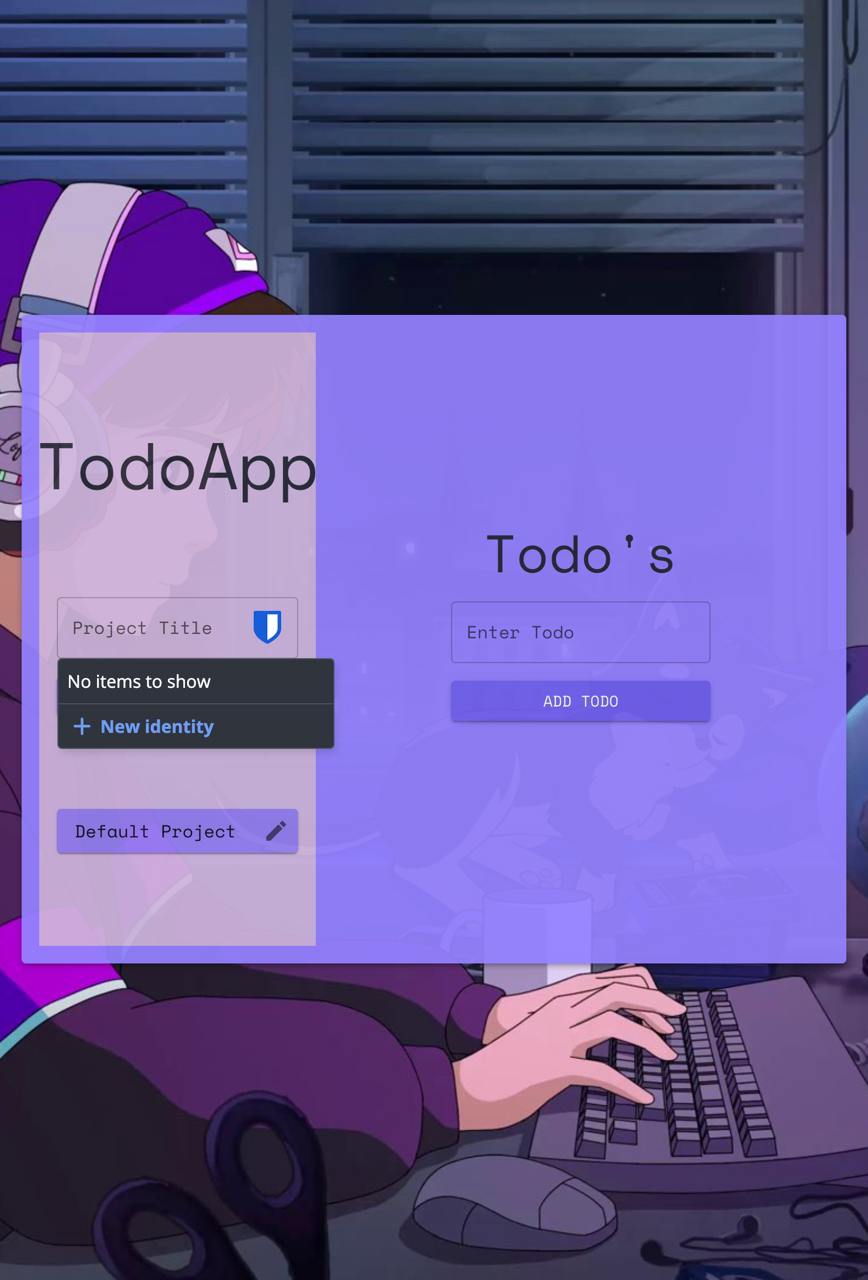 TodoApp
Project Title
No items to show
New identity
Default Project
Todo's
Enter Todo
ADD TODO